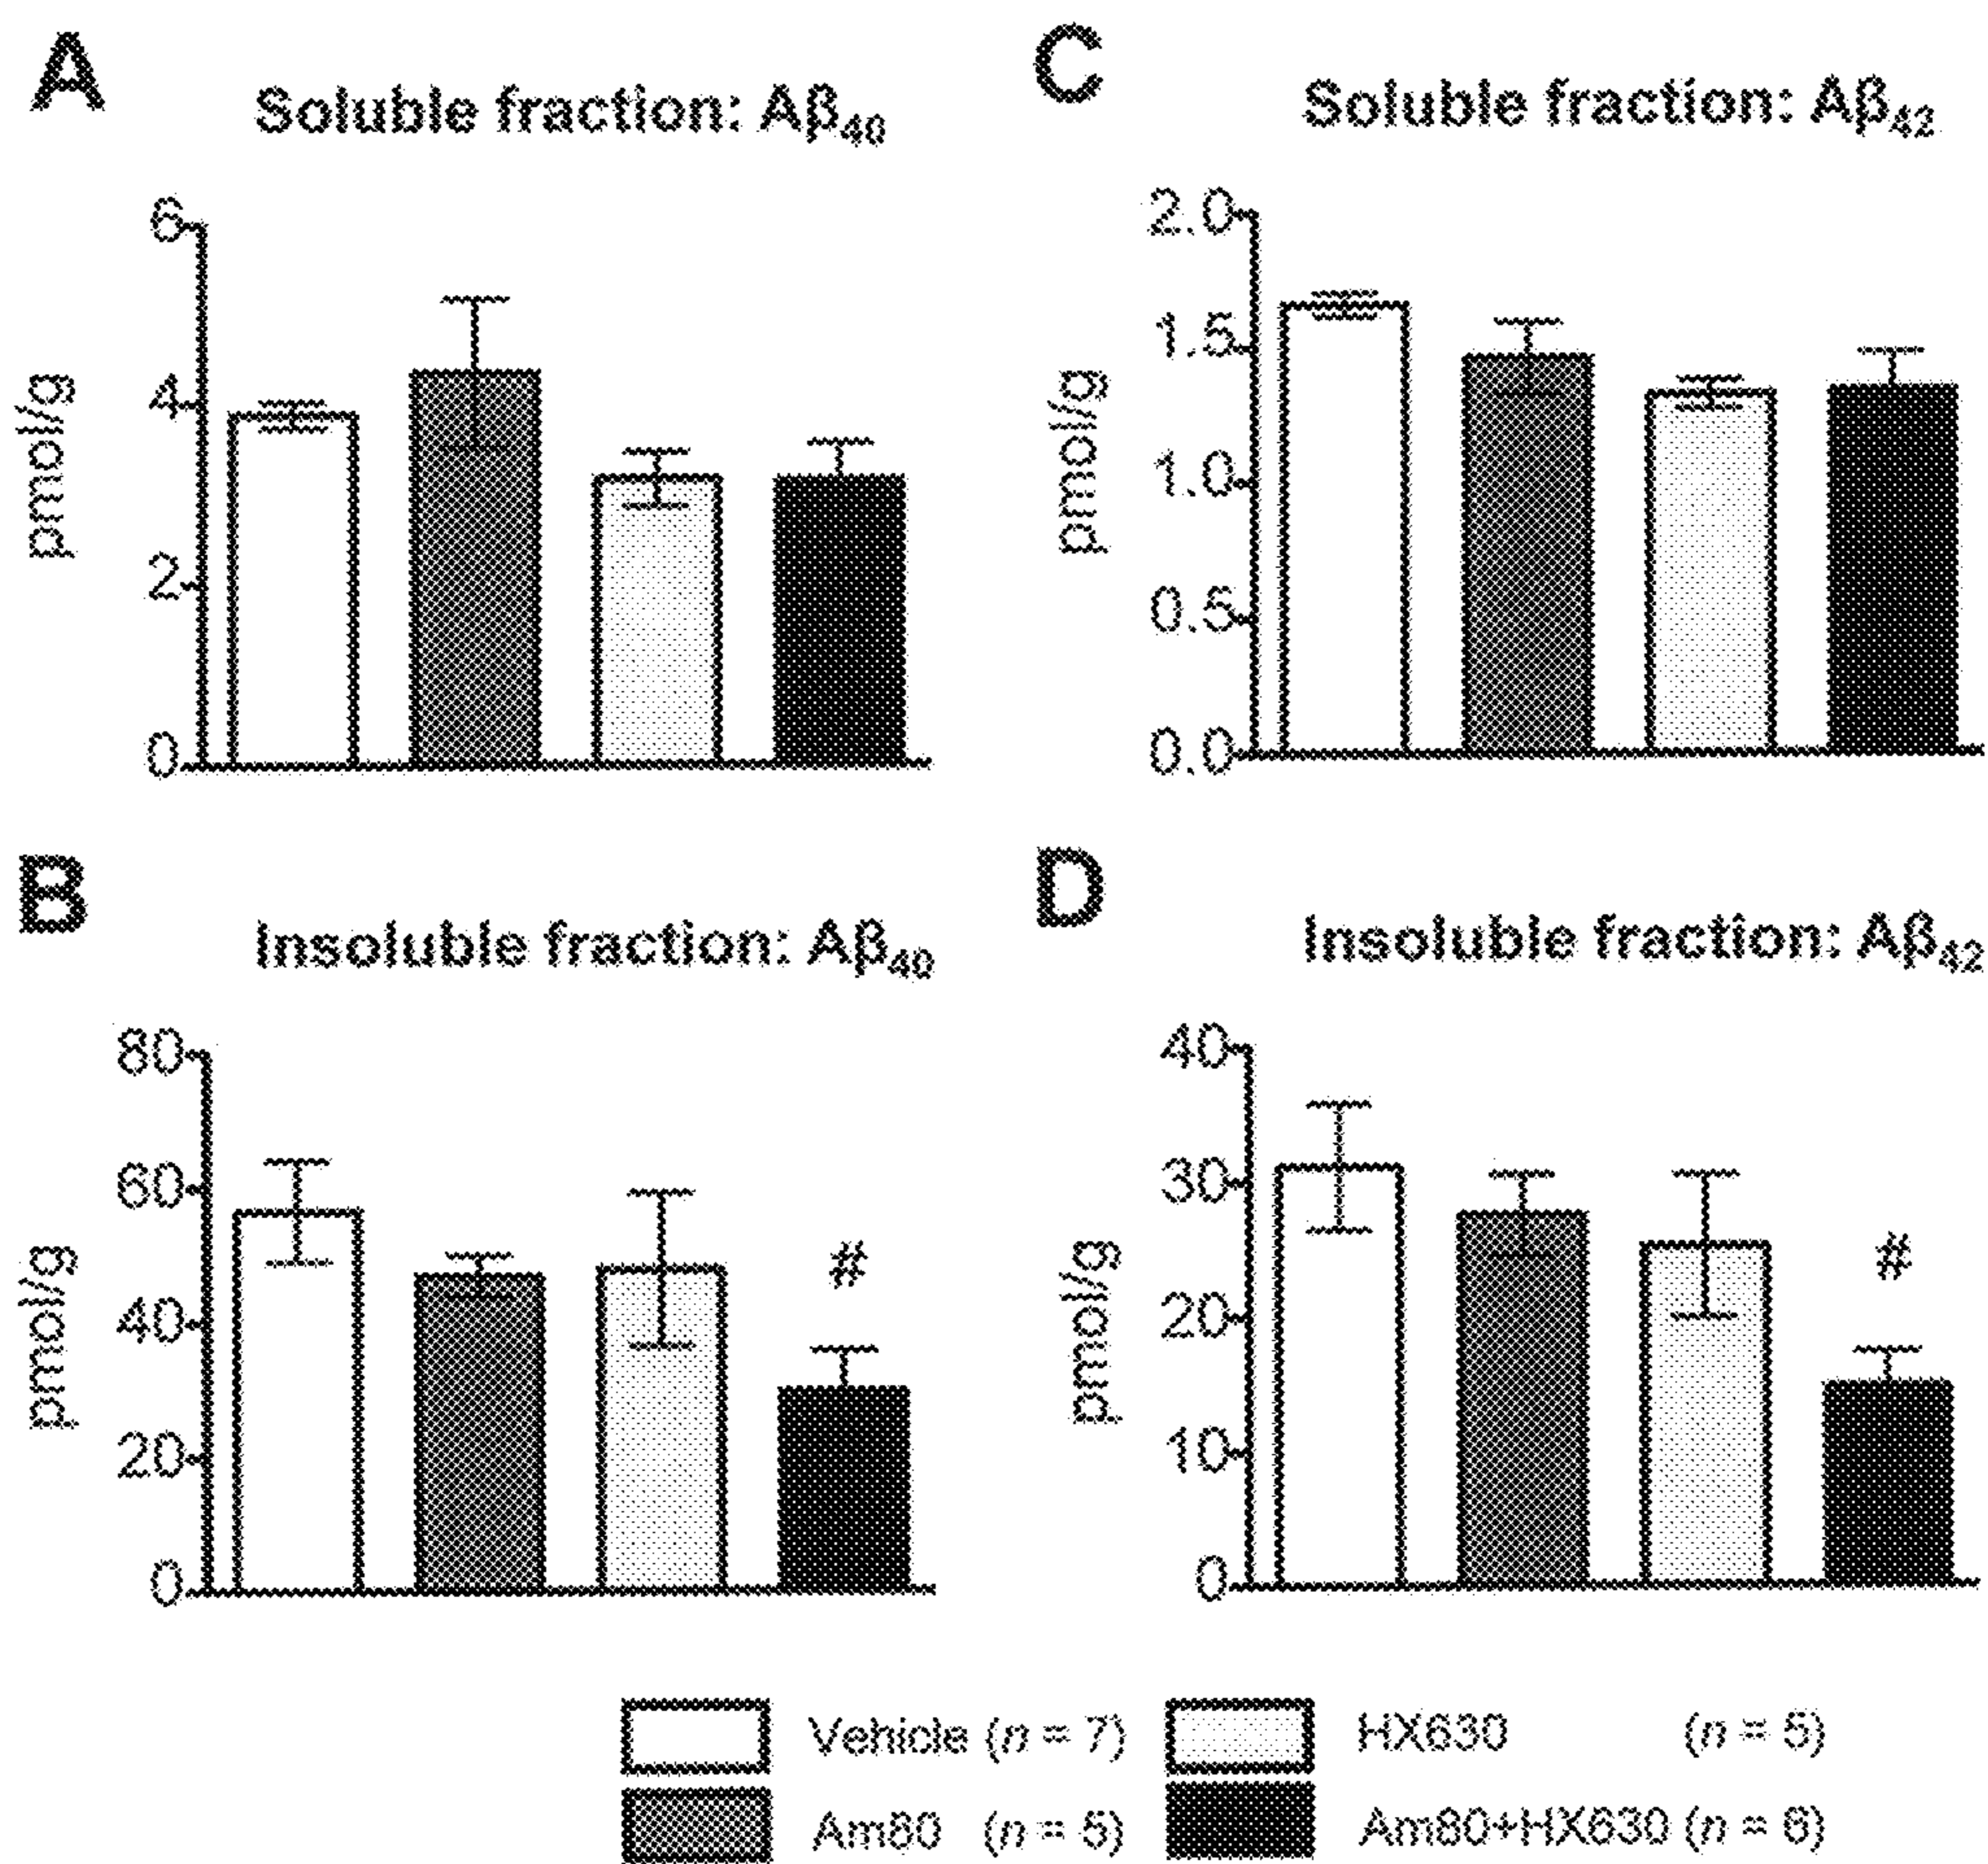 A
Soluble fraction: Aβ40
6
4
2
0
pmol/g
C
Soluble fraction: Aβ42
2.0
1.5
1.0
0.5
0.0
pmol/g
B
Insoluble fraction: Aβ40
80
60
40
20
0
pmol/g
#
D
Insoluble fraction: Aβ42
40
30
20
10
0
pmol/g
#
Vehicle (n = 7)
HX630 (n = 5)
Am80 (n = 5)
Am80+HX630 (n = 6)